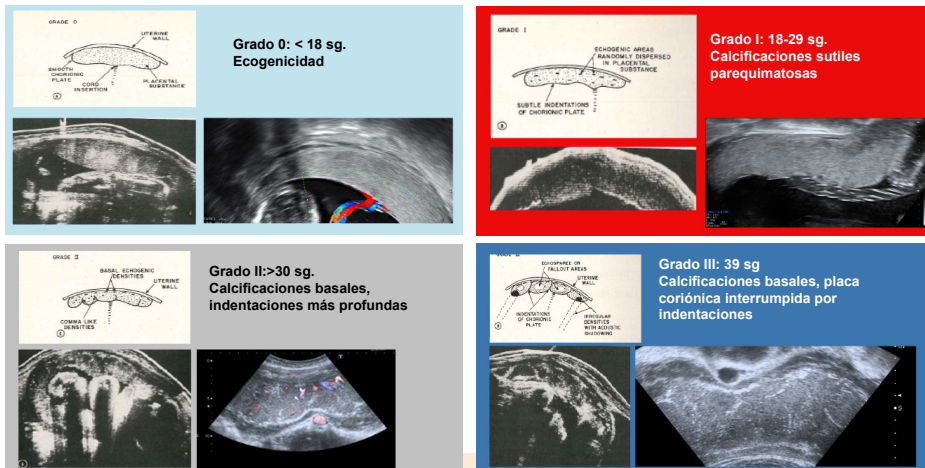 GRADE O
UTERINE
WALL
SMOOTH
CHORIONIC
PLATE
CORD
INSERTION
PLACENTAL
SUBSTANCE
Grado 0: < 18 sg.
Ecogenicidad
GRADE I
ECHOGENIC AREAS
RANDOMLY DISPERSED
IN PLACENTAL
SUBSTANCE
SUBTLE INDENTATIONS
OF CHORIONIC PLATE
Grado I: 18-29 sg.
Calcificaciones sutiles
parequimatosas
GRADE II
BASAL ECHOGENIC
DENSITIES
UTERINE
WALL
COMMA LIKE
DENSITIES
Grado II:>30 sg.
Calcificaciones basales,
indentaciones más profundas
ECHOSPARED OR
FALLOUT AREAS
UTERINE
WALL
INDENTATIONS
OF CHORIONIC
PLATE
IRREGULAR
DENSITIES
WITH ACOUSTIC
SHADOWING
Grado III: 39 sg
Calcificaciones basales, placa
coriónica interrumpida por
indentaciones